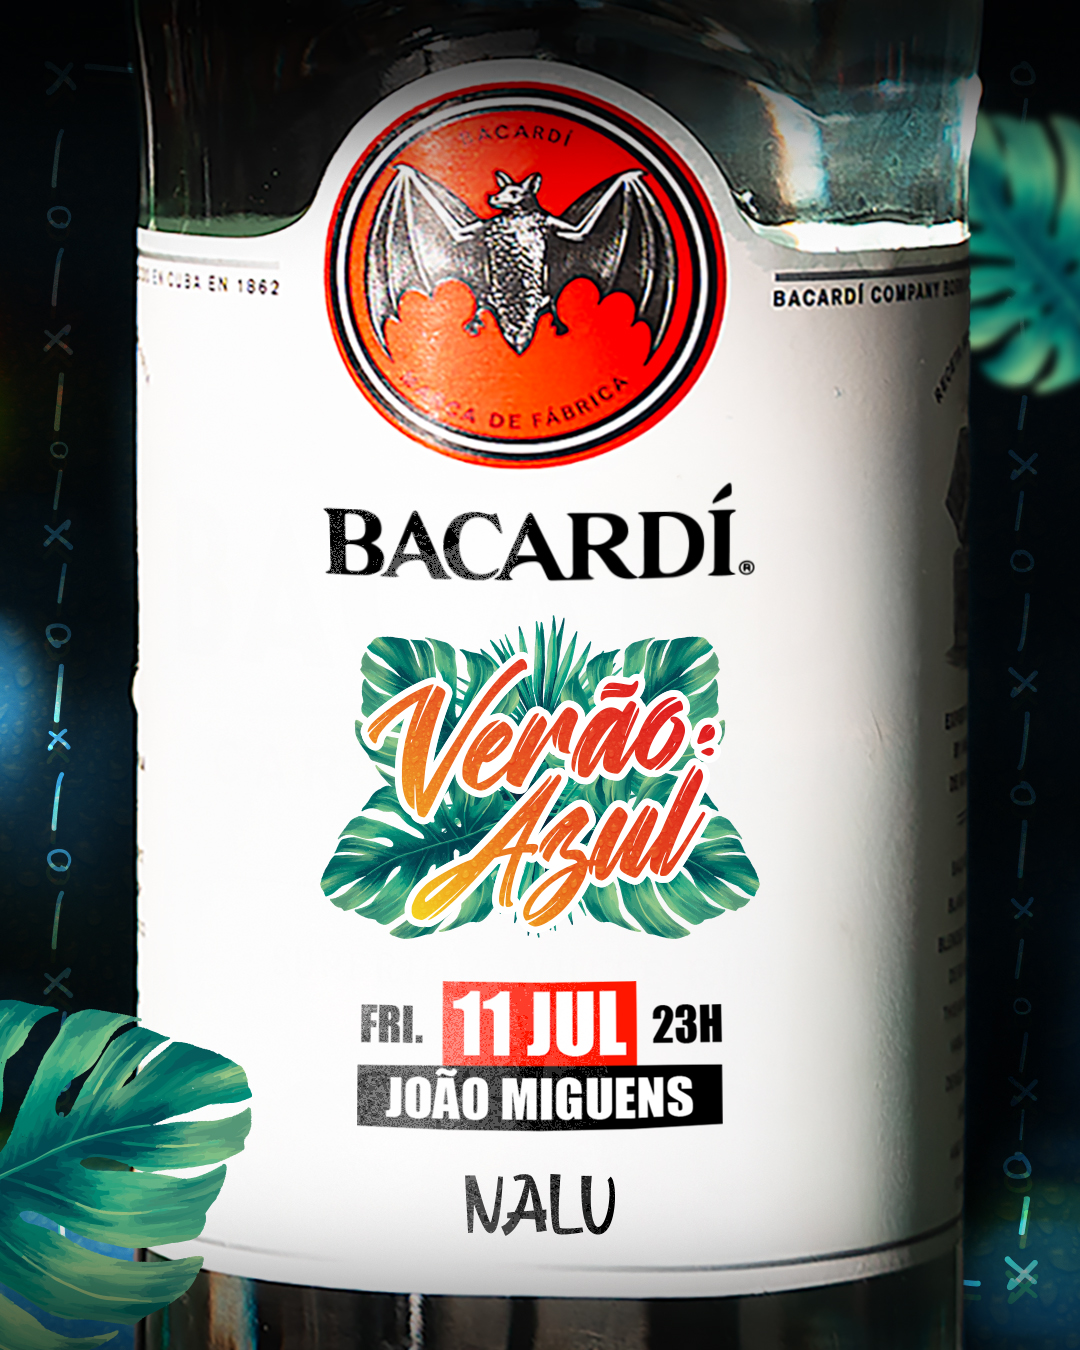 BACARDÍ
DE FÁBRICA
EN CUBA EN 1862
BACARDÍ COMPANY
BACARDÍ®
Verão
Azul
FRI. 11 JUL 23H
JOÃO MIGUENS
NALU